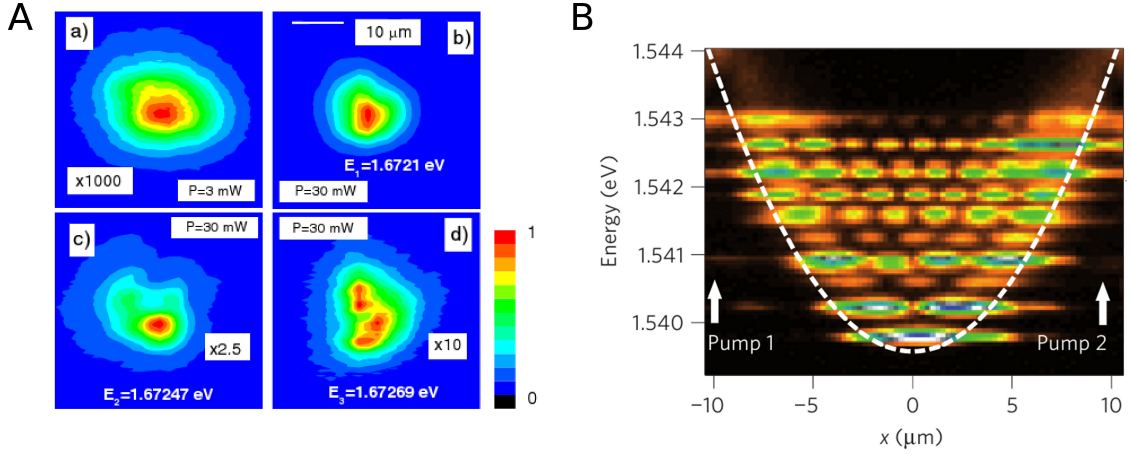 A
a)
x1000
P=3 mW
10 μm
b)
E1=1.6721 eV
P=30 mW
c)
P=30 mW
x2.5
E2=1.67247 eV
P=30 mW
d)
x10
E3=1.67269 eV
1
0
B
Energy (eV)
1.544
1.543
1.542
1.541
1.540
Pump 1
Pump 2
−10
−5
0
5
10
x (μm)